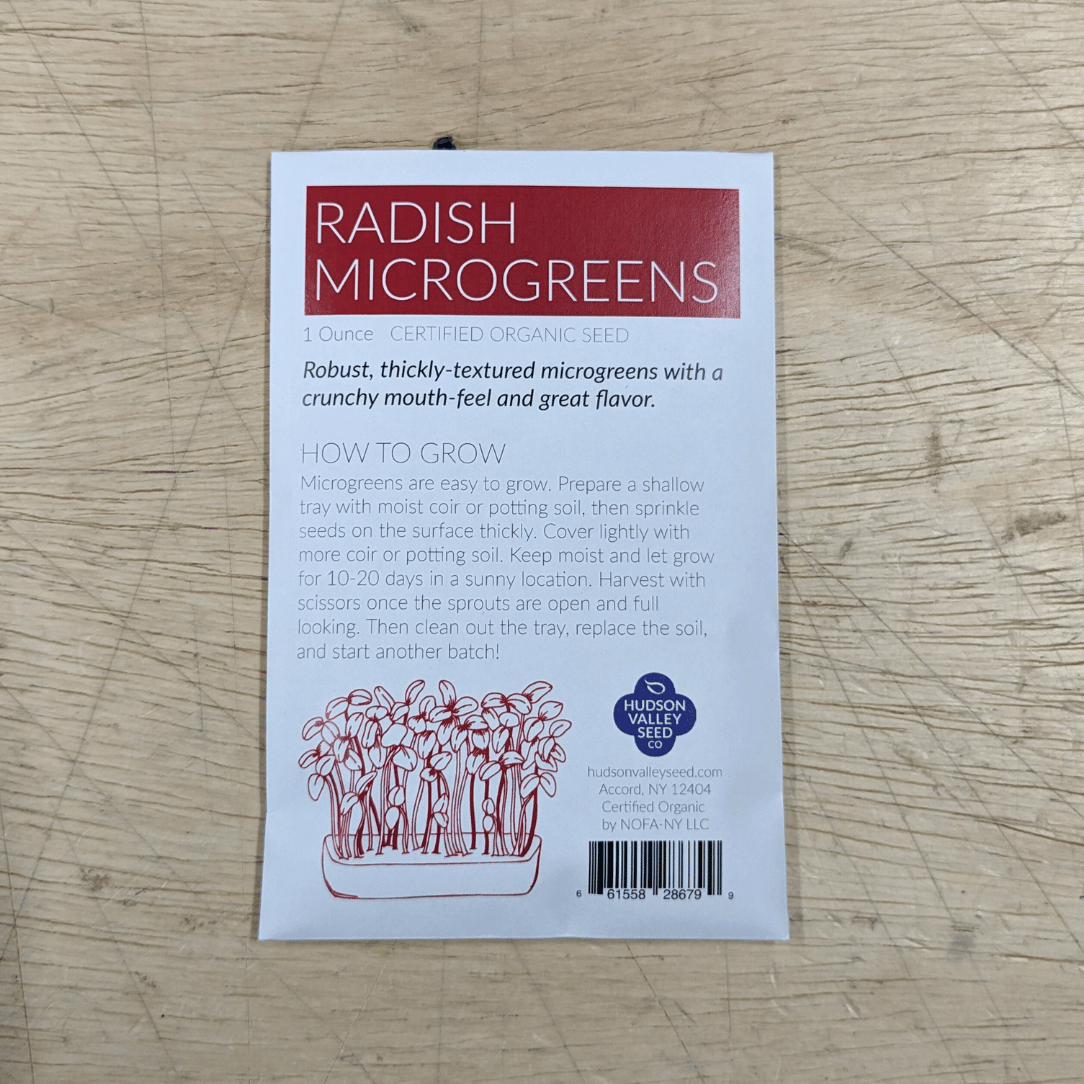 RADISH
MICROGREENS
1 Ounce CERTIFIED ORGANIC SEED
Robust, thickly-textured microgreens with a
crunchy mouth-feel and great flavor.
HOW TO GROW
Microgreens are easy to grow. Prepare a shallow
tray with moist coir or potting soil, then sprinkle
seeds on the surface thickly. Cover lightly with
more coir or potting soil. Keep moist and let grow
for 10-20 days in a sunny location. Harvest with
scissors once the sprouts are open and full
looking. Then clean out the tray, replace the soil,
and start another batch!
HUDSON
VALLEY
SEED
CO
hudsonvalleyseed.com
Accord, NY 12404
Certified Organic
by NOFA-NY LLC
6 61558 28679 9